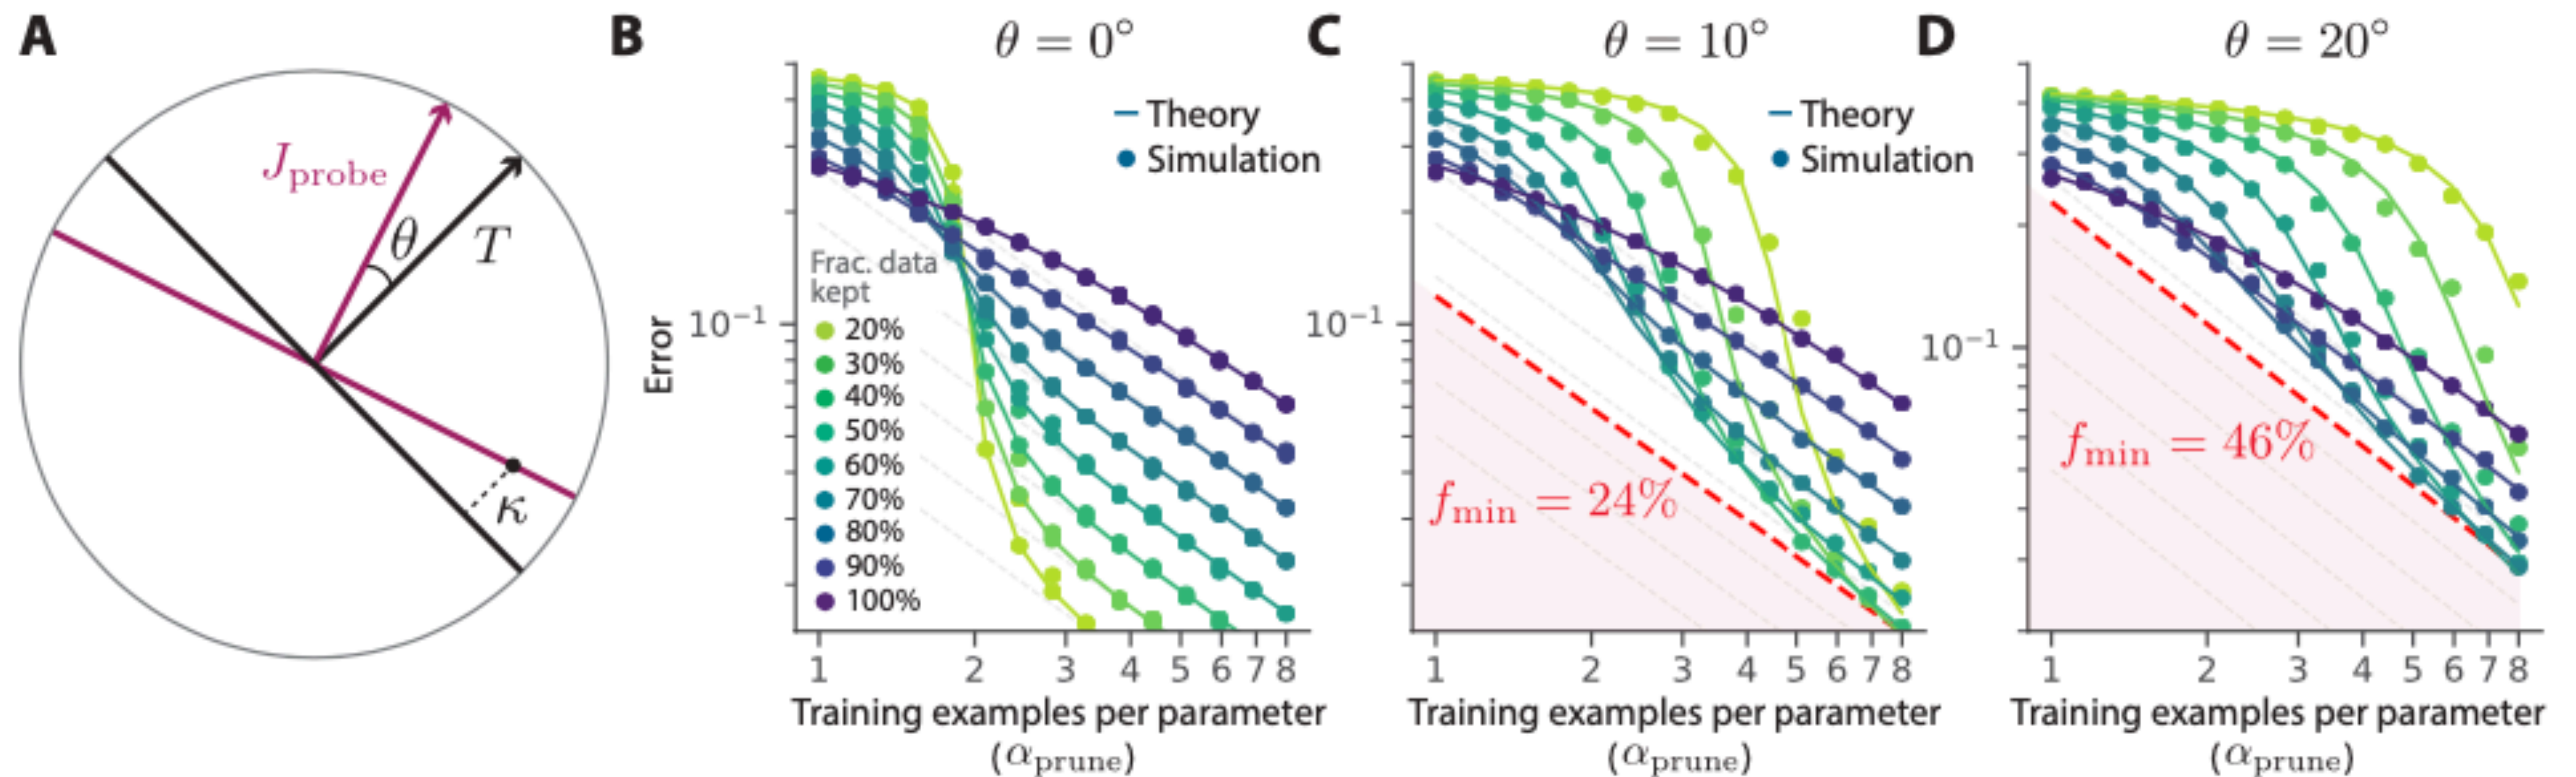 A
J_probe
θ
T
κ
B
θ = 0°
Theory
Simulation
Frac. data
kept
20%
30%
40%
50%
60%
70%
80%
90%
100%
Error
10⁻¹
1 2 3 4 5 6 7 8
Training examples per parameter
(α_prune)
C
θ = 10°
Theory
Simulation
10⁻¹
f_min = 24%
1 2 3 4 5 6 7 8
Training examples per parameter
(α_prune)
D
θ = 20°
10⁻¹
f_min = 46%
1 2 3 4 5 6 7 8
Training examples per parameter
(α_prune)